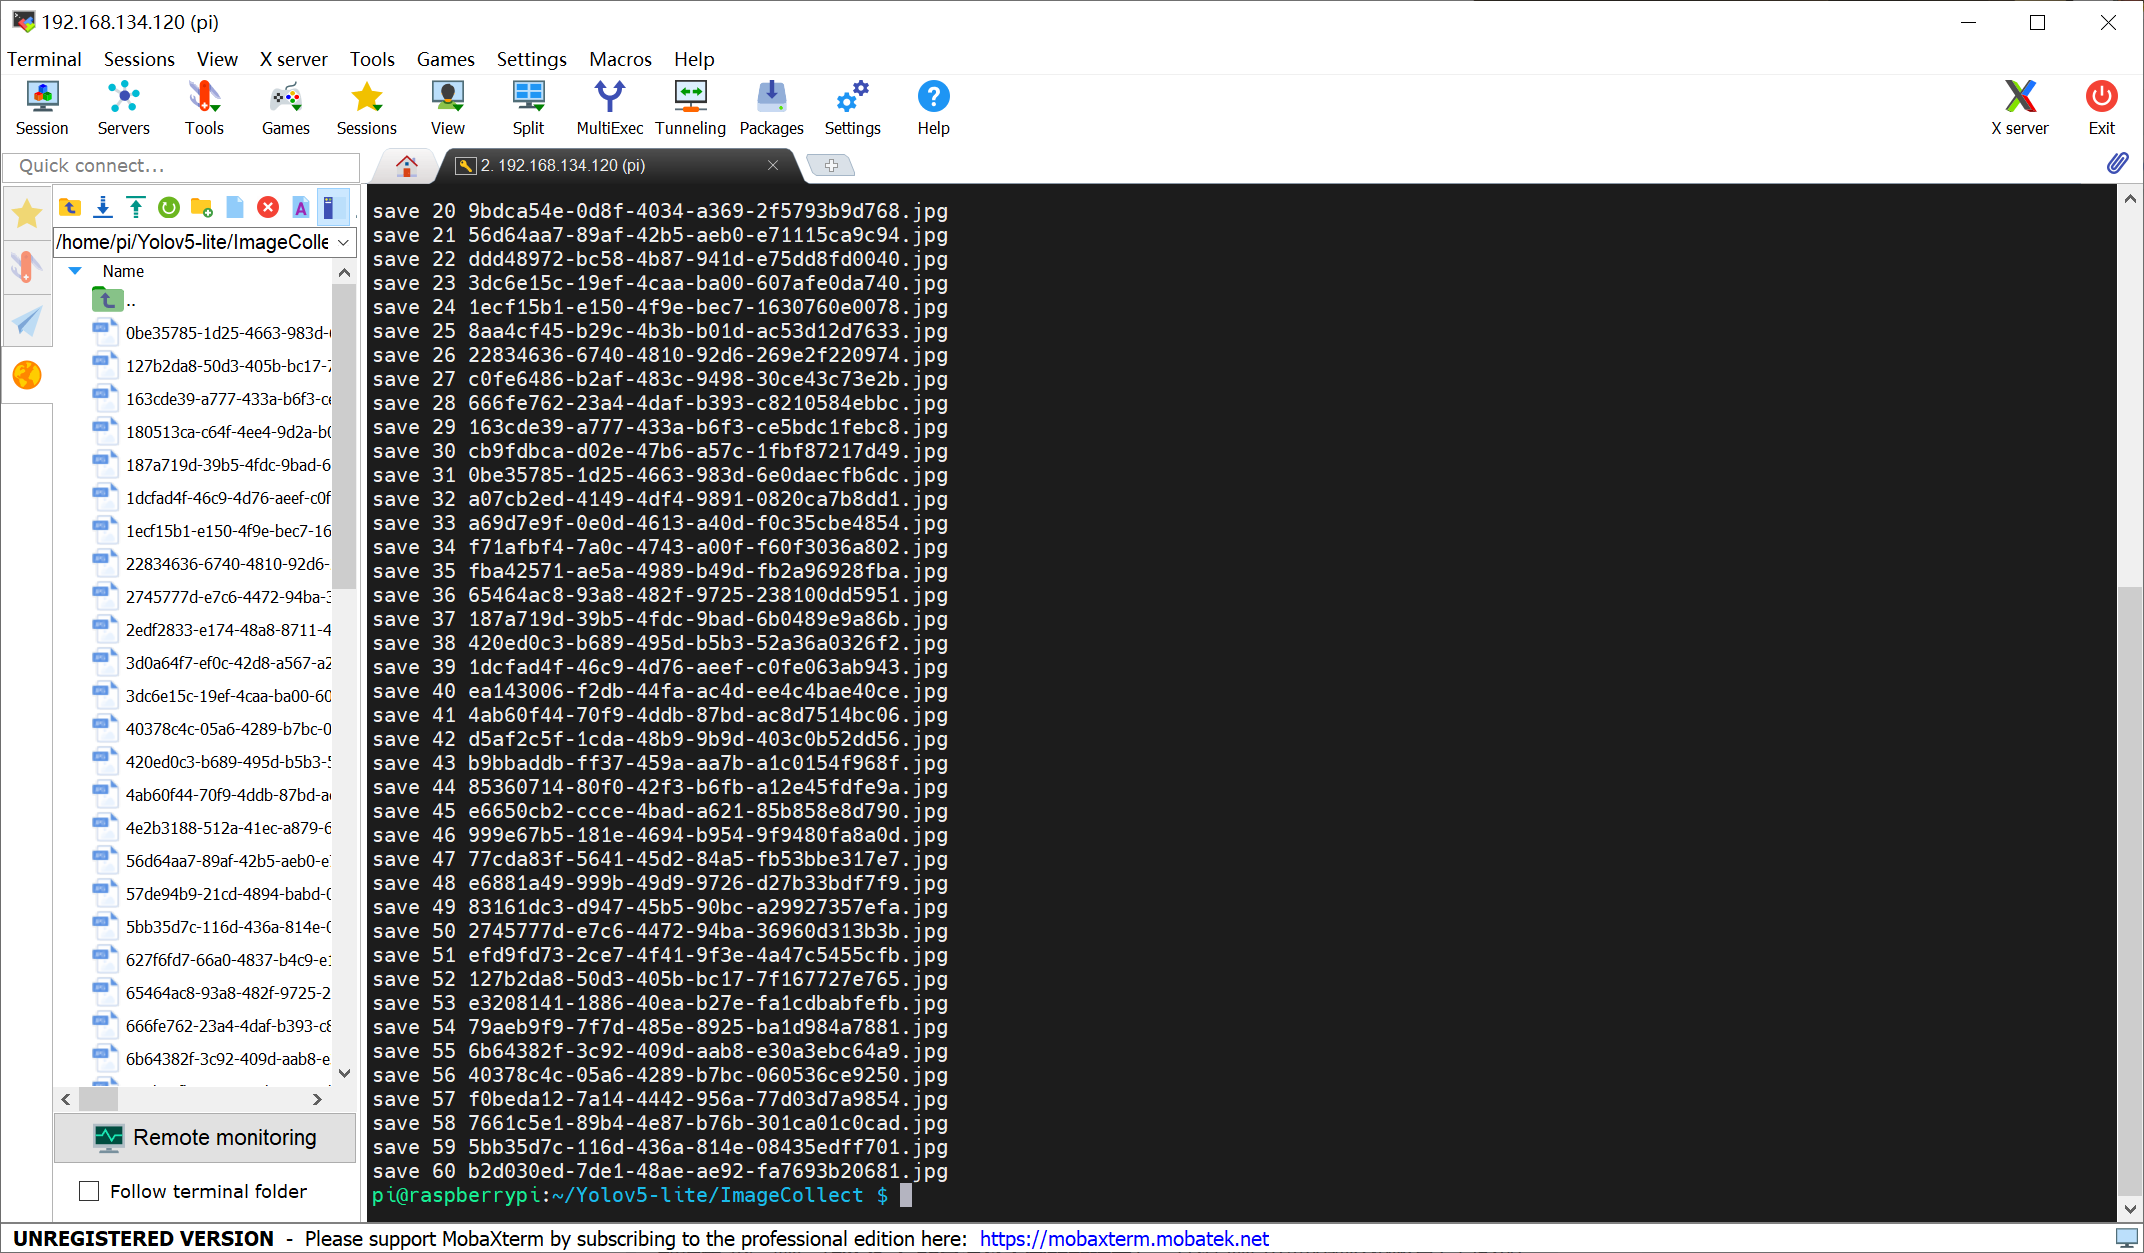 192.168.134.120 (pi)
Terminal Sessions View X server Tools Games Settings Macros Help
Session Servers Tools Games Sessions View Split MultiExec Tunneling Packages Settings Help X server Exit
Quick connect...
2. 192.168.134.120 (pi)
/home/pi/Yolov5-lite/ImageColle
Name
..
0be35785-1d25-4663-983d-
127b2da8-50d3-405b-bc17-7
163cde39-a777-433a-b6f3-ce
180513ca-c64f-4ee4-9d2a-b0
187a719d-39b5-4fdc-9bad-6
1dcfad4f-46c9-4d76-aeef-c0f
1ecf15b1-e150-4f9e-bec7-16
22834636-6740-4810-92d6-
2745777d-e7c6-4472-94ba-3
2edf2833-e174-48a8-8711-4
3d0a64f7-ef0c-42d8-a567-a2
3dc6e15c-19ef-4caa-ba00-60
40378c4c-05a6-4289-b7bc-0
420ed0c3-b689-495d-b5b3-5
4ab60f44-70f9-4ddb-87bd-a
4e2b3188-512a-41ec-a879-6
56d64aa7-89af-42b5-aeb0-e
57de94b9-21cd-4894-babd-0
5bb35d7c-116d-436a-814e-0
627f6fd7-66a0-4837-b4c9-e1
65464ac8-93a8-482f-9725-2
666fe762-23a4-4daf-b393-c8
6b64382f-3c92-409d-aab8-e
Remote monitoring
Follow terminal folder
save 20 9bdca54e-0d8f-4034-a369-2f5793b9d768.jpg
save 21 56d64aa7-89af-42b5-aeb0-e71115ca9c94.jpg
save 22 ddd48972-bc58-4b87-941d-e75dd8fd0040.jpg
save 23 3dc6e15c-19ef-4caa-ba00-607afe0da740.jpg
save 24 1ecf15b1-e150-4f9e-bec7-1630760e0078.jpg
save 25 8aa4cf45-b29c-4b3b-b01d-ac53d12d7633.jpg
save 26 22834636-6740-4810-92d6-269e2f220974.jpg
save 27 c0fe6486-b2af-483c-9498-30ce43c73e2b.jpg
save 28 666fe762-23a4-4daf-b393-c8210584ebbc.jpg
save 29 163cde39-a777-433a-b6f3-ce5bdc1febc8.jpg
save 30 cb9fdbca-d02e-47b6-a57c-1fbf87217d49.jpg
save 31 0be35785-1d25-4663-983d-6e0daecfb6dc.jpg
save 32 a07cb2ed-4149-4df4-9891-0820ca7b8dd1.jpg
save 33 a69d7e9f-0e0d-4613-a40d-f0c35cbe4854.jpg
save 34 f71afbf4-7a0c-4743-a00f-f60f3036a802.jpg
save 35 fba42571-ae5a-4989-b49d-fb2a96928fba.jpg
save 36 65464ac8-93a8-482f-9725-238100dd5951.jpg
save 37 187a719d-39b5-4fdc-9bad-6b0489e9a86b.jpg
save 38 420ed0c3-b689-495d-b5b3-52a36a0326f2.jpg
save 39 1dcfad4f-46c9-4d76-aeef-c0fe063ab943.jpg
save 40 ea143006-f2db-44fa-ac4d-ee4c4bae40ce.jpg
save 41 4ab60f44-70f9-4ddb-87bd-ac8d7514bc06.jpg
save 42 d5af2c5f-1cda-48b9-9b9d-403c0b52dd56.jpg
save 43 b9bbaddb-ff37-459a-aa7b-a1c0154f968f.jpg
save 44 85360714-80f0-42f3-b6fb-a12e45fdfe9a.jpg
save 45 e6650cb2-ccce-4bad-a621-85b858e8d790.jpg
save 46 999e67b5-181e-4694-b954-9f9480fa8a0d.jpg
save 47 77cda83f-5641-45d2-84a5-fb53bbe317e7.jpg
save 48 e6881a49-999b-49d9-9726-d27b33bdf7f9.jpg
save 49 83161dc3-d947-45b5-90bc-a29927357efa.jpg
save 50 2745777d-e7c6-4472-94ba-36960d313b3b.jpg
save 51 efd9fd73-2ce7-4f41-9f3e-4a47c5455cfb.jpg
save 52 127b2da8-50d3-405b-bc17-7f167727e765.jpg
save 53 e3208141-1886-40ea-b27e-fa1cdbabfefb.jpg
save 54 79aeb9f9-7f7d-485e-8925-ba1d984a7881.jpg
save 55 6b64382f-3c92-409d-aab8-e30a3ebc64a9.jpg
save 56 40378c4c-05a6-4289-b7bc-060536ce9250.jpg
save 57 f0beda12-7a14-4442-956a-77d03d7a9854.jpg
save 58 7661c5e1-89b4-4e87-b76b-301ca01c0cad.jpg
save 59 5bb35d7c-116d-436a-814e-08435edff701.jpg
save 60 b2d030ed-7de1-48ae-ae92-fa7693b20681.jpg
pi@raspberrypi:~/Yolov5-lite/ImageCollect $
UNREGISTERED VERSION - Please support MobaXterm by subscribing to the professional edition here: https://mobaxterm.mobatek.net